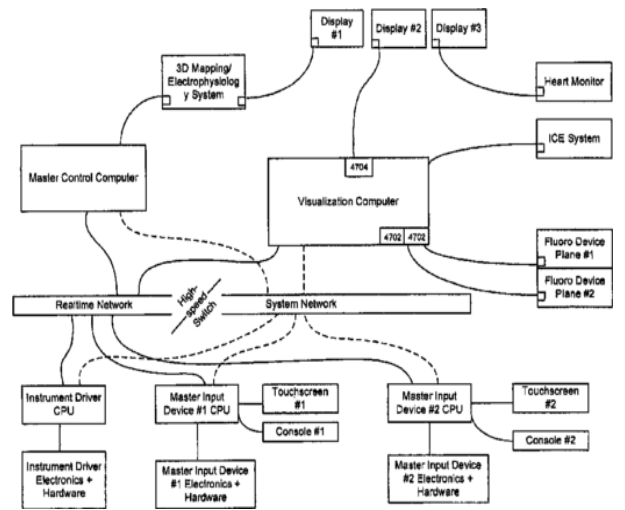 Display
#1
Display #2
Display #3
3D Mapping/
Electrophysiolog
y System
Heart Monitor
ICE System
Master Control Computer
4704
Visualization Computer
4702
4702
Fluoro Device
Plane #1
Fluoro Device
Plane #2
Realtime Network
High-
speed
Switch
System Network
Instrument Driver
CPU
Master Input
Device #1 CPU
Touchscreen
#1
Console #1
Master Input
Device #2 CPU
Touchscreen
#2
Console #2
Instrument Driver
Electronics +
Hardware
Master Input Device
#1 Electronics +
Hardware
Master Input Device
#2 Electronics +
Hardware